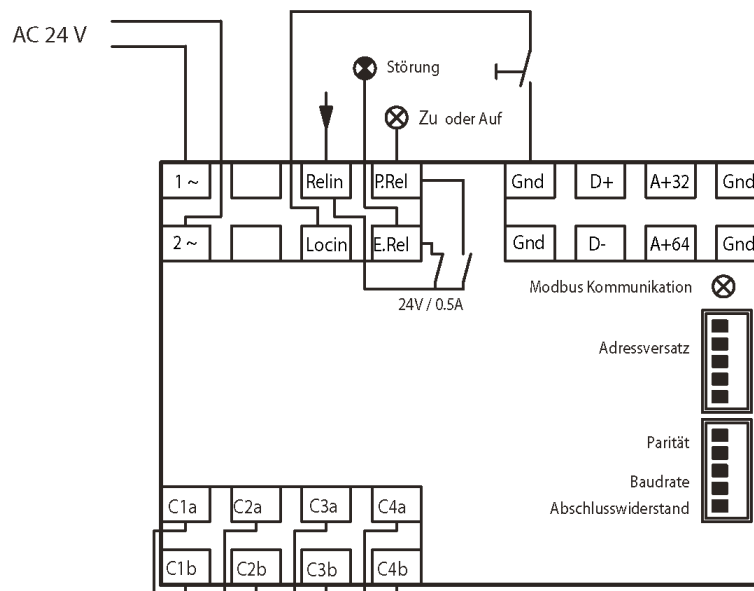 AC 24 V
Störung
Zu oder Auf
1 ~
Relin
P.Rel
Gnd
D+
A+32
Gnd
2 ~
Locin
E.Rel
Gnd
D-
A+64
Gnd
Modbus Kommunikation
24V / 0.5A
Adressversatz
Parität
Baudrate
Abschlusswiderstand
C1a
C2a
C3a
C4a
C1b
C2b
C3b
C4b